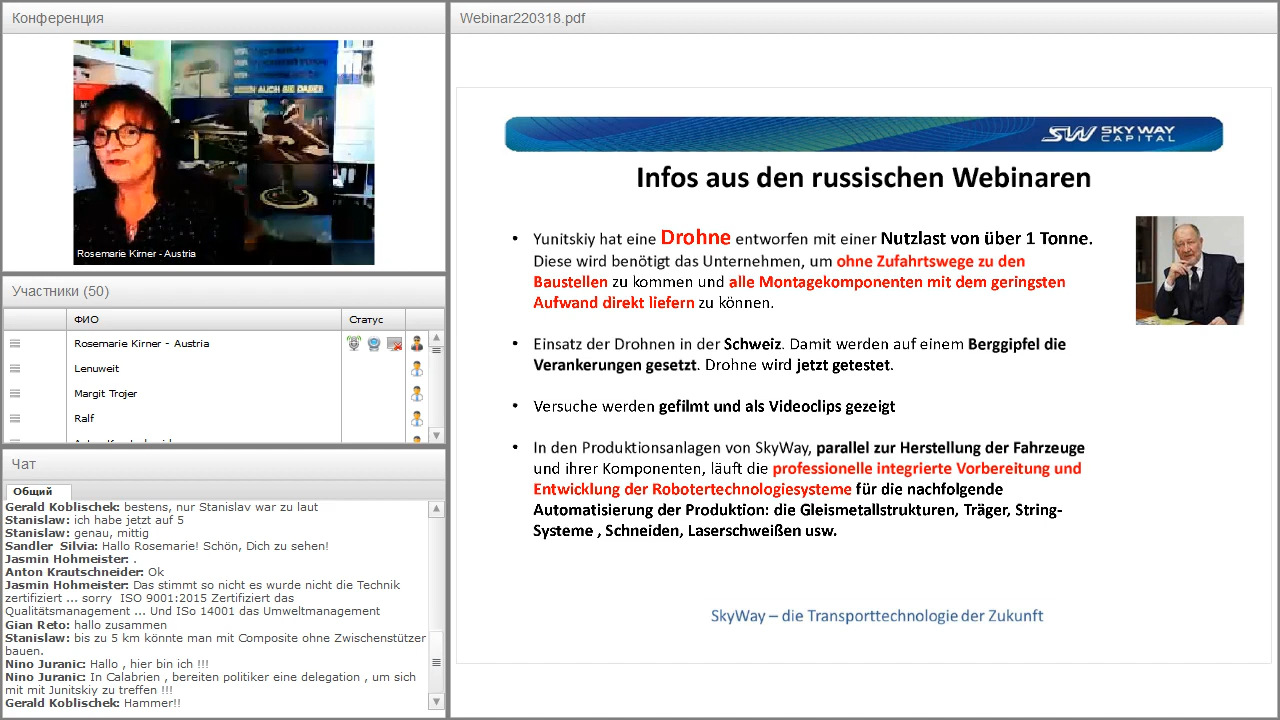 Конференция
BEEN AUCH SIE DABEI
Rosemarie Kirner - Austria
Участники (50)
ФИО
Статус
Rosemarie Kirner - Austria
Lenuweit
Margit Trojer
Ralf
Чат
Общий
Gerald Koblischek: bestens, nur Stanislav war zu laut
Stanislaw: ich habe jetzt auf 5
Stanislaw: genau, mittig
Sandler Silvia: Hallo Rosemarie! Schön, Dich zu sehen!
Jasmin Hohmeister: .
Anton Krautschneider: Ok
Jasmin Hohmeister: Das stimmt so nicht es wurde nicht die Technik
zertifiziert ... sorry ISO 9001:2015 Zertifiziert das
Qualitätsmanagement ... Und ISo 14001 das Umweltmanagement
Gian Reto: hallo zusammen
Stanislaw: bis zu 5 km könnte man mit Composite ohne Zwischenstützer
bauen.
Nino Juranic: Hallo , hier bin ich !!!
Nino Juranic: In Calabrien , bereiten politiker eine delegation , um sich
mit mit Junitskiy zu treffen !!!
Gerald Koblischek: Hammer!!
Webinar220318.pdf
SW SKY WAY
CAPITAL
Infos aus den russischen Webinaren
• Yunitskiy hat eine Drohne entworfen mit einer Nutzlast von über 1 Tonne.
Diese wird benötigt das Unternehmen, um ohne Zufahrtswege zu den
Baustellen zu kommen und alle Montagekomponenten mit dem geringsten
Aufwand direkt liefern zu können.
• Einsatz der Drohnen in der Schweiz. Damit werden auf einem Berggipfel die
Verankerungen gesetzt. Drohne wird jetzt getestet.
• Versuche werden gefilmt und als Videoclips gezeigt
• In den Produktionsanlagen von SkyWay, parallel zur Herstellung der Fahrzeuge
und ihrer Komponenten, läuft die professionelle integrierte Vorbereitung und
Entwicklung der Robotertechnologiesysteme für die nachfolgende
Automatisierung der Produktion: die Gleismetallstrukturen, Träger, String-
Systeme , Schneiden, Laserschweißen usw.
SkyWay – die Transporttechnologie der Zukunft